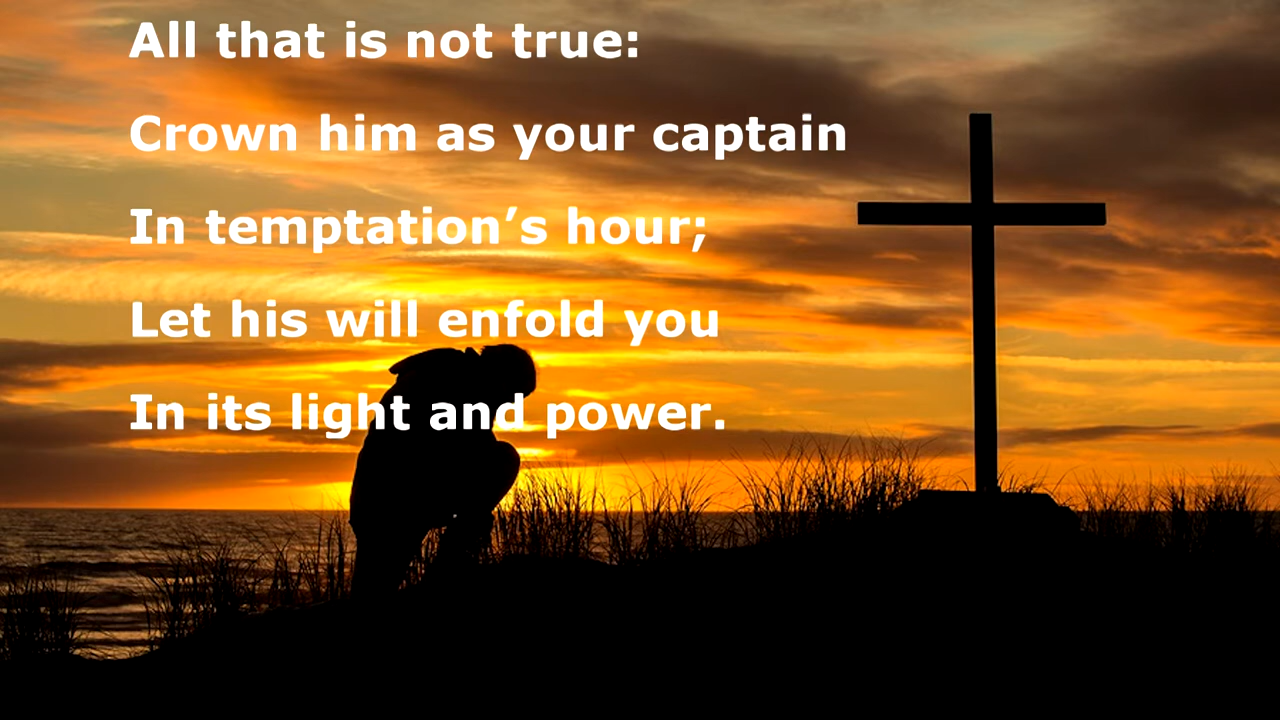 All that is not true:
Crown him as your captain
In temptation’s hour;
Let his will enfold you
In its light and power.